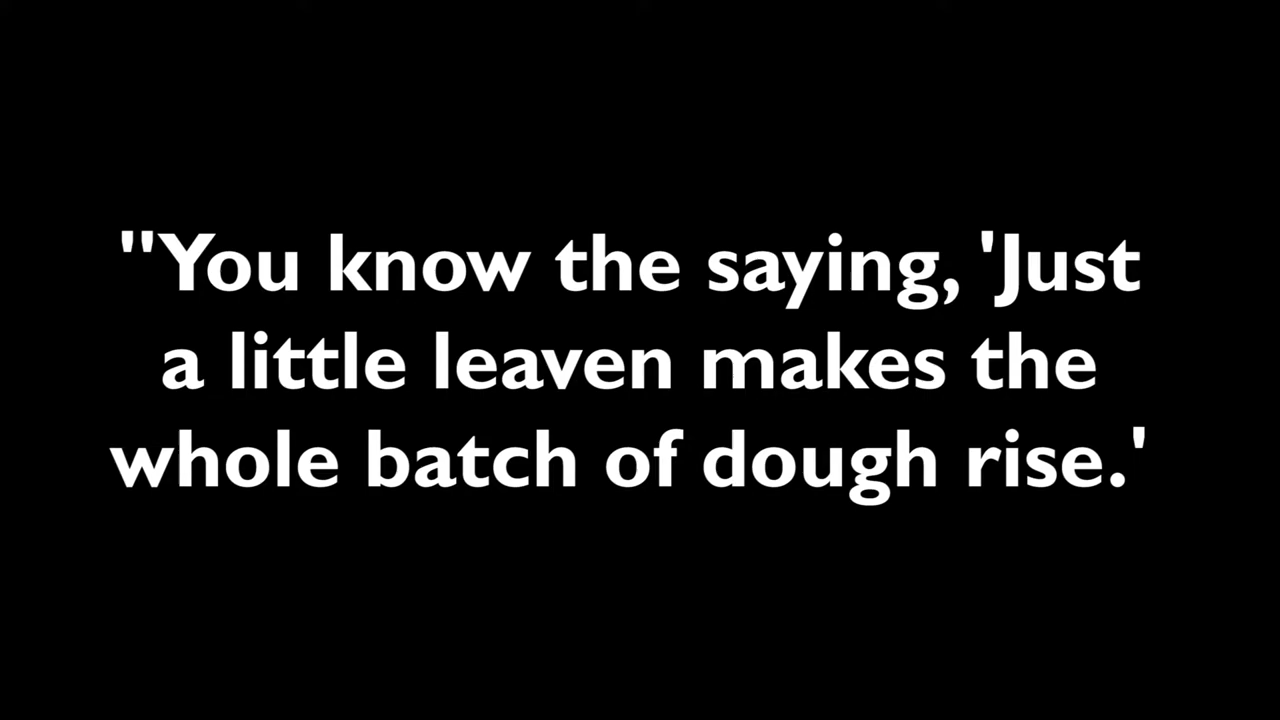 "You know the saying, 'Just
a little leaven makes the
whole batch of dough rise.'